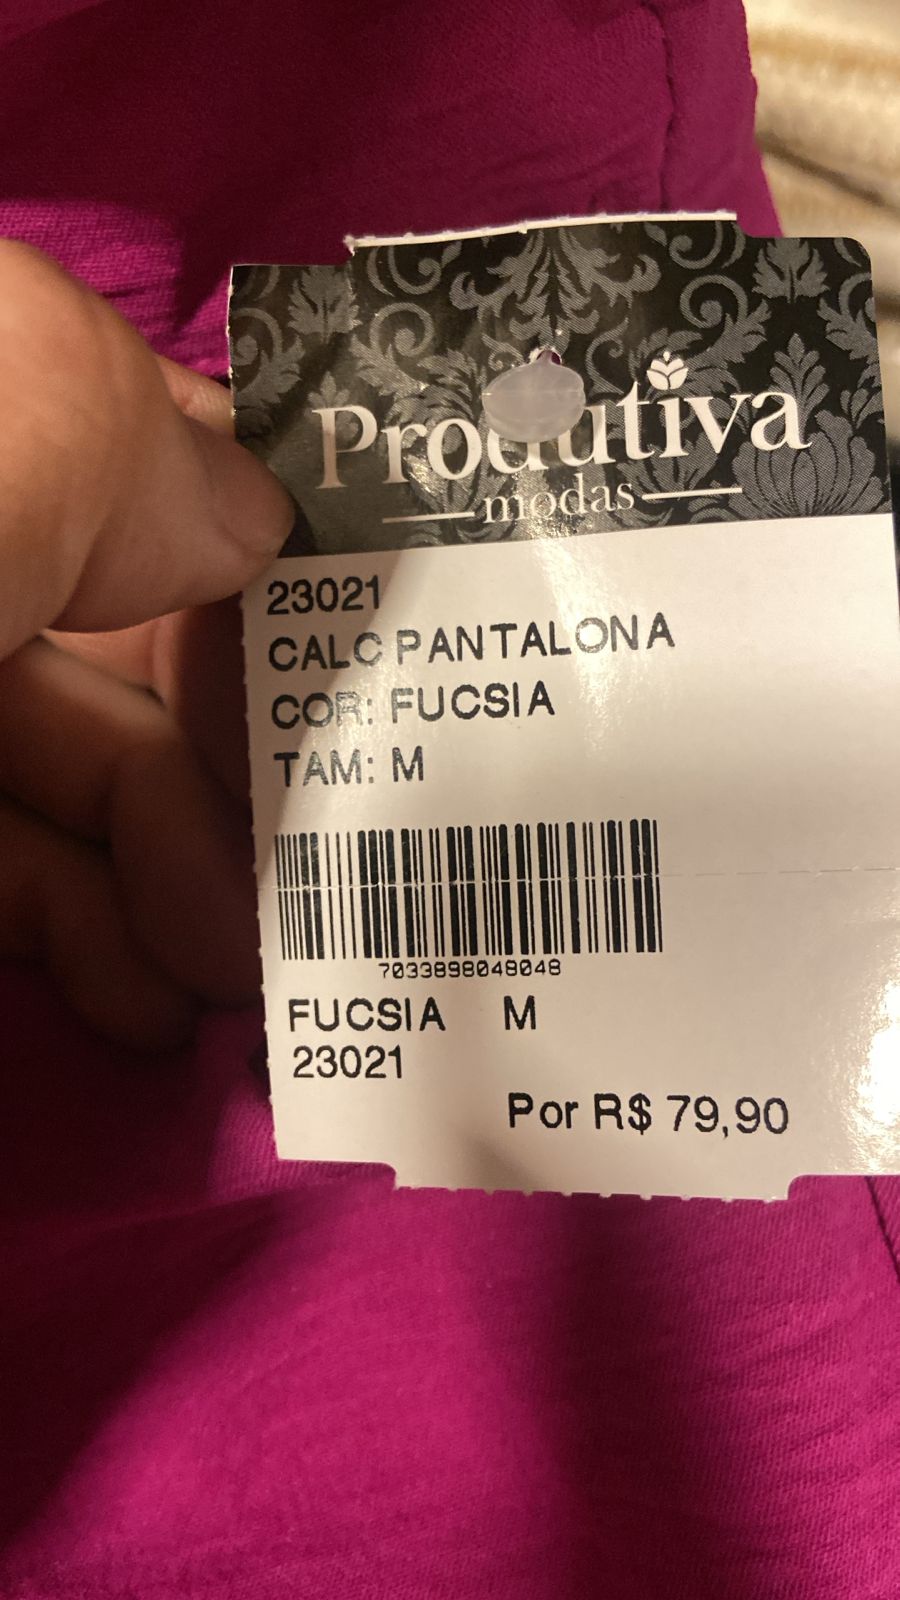 Produtiva
modas
23021
CALC PANTALONA
COR: FUCSIA
TAM: M
7033898048048
FUCSIA M
23021
Por R$ 79,90